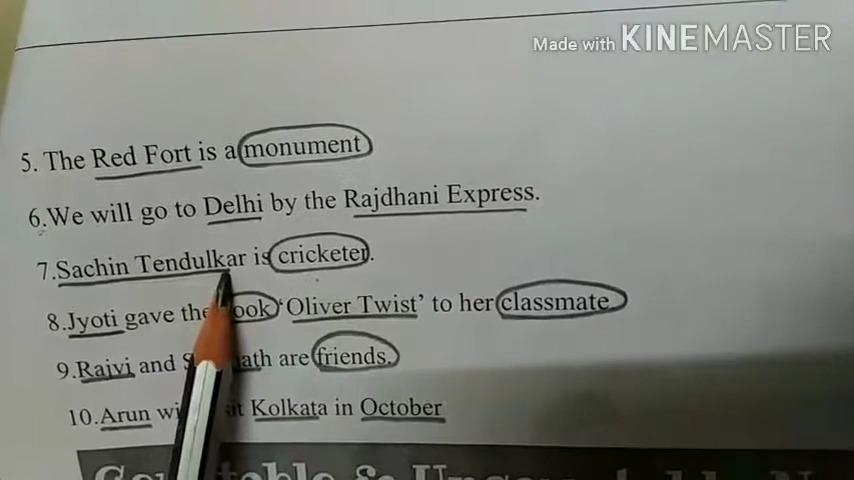 Made with KINEMASTER
5. The Red Fort is a monument
6.We will go to Delhi by the Rajdhani Express.
7.Sachin Tendulkar is cricketer.
8.Jyoti gave the ook 'Oliver Twist' to her classmate.
9.Rajvi and are friends.
10.Arun Kolkata in October